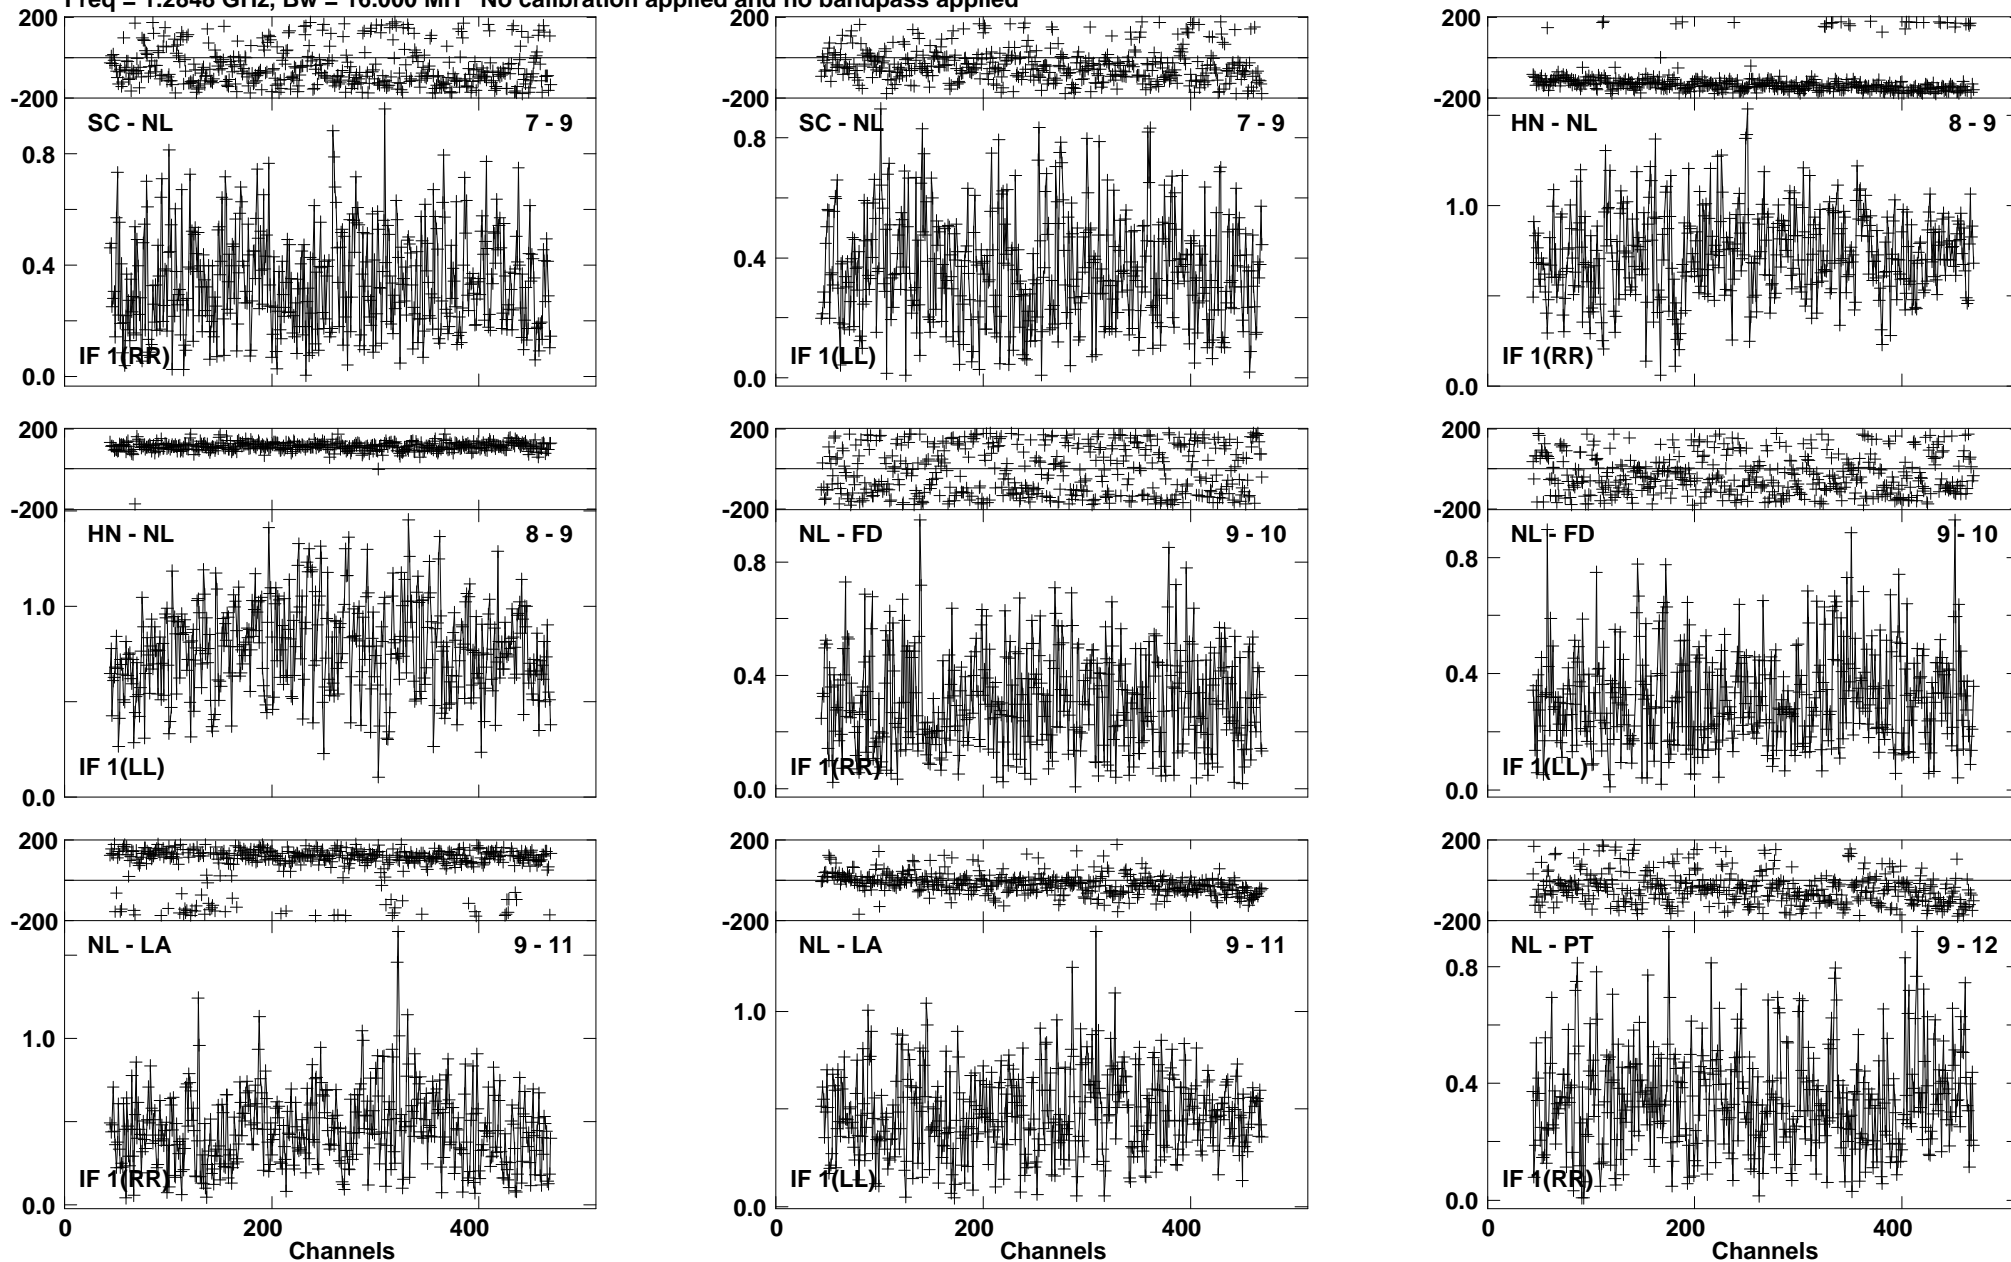 Freq = 1.2848 GHz, Bw = 16.000 MH No calibration applied and no bandpass applied
200
-200
SC - NL 7 - 9
0.8
0.4
0.0
IF 1(RR)
200
-200
SC - NL 7 - 9
0.8
0.4
0.0
IF 1(LL)
200
-200
HN - NL 8 - 9
1.0
0.0
IF 1(RR)
200
-200
HN - NL 8 - 9
1.0
0.0
IF 1(LL)
200
-200
NL - FD 9 - 10
0.8
0.4
0.0
IF 1(RR)
200
-200
NL - FD 9 - 10
0.8
0.4
0.0
IF 1(LL)
200
-200
NL - LA 9 - 11
1.0
0.0
IF 1(RR)
0 200 400
Channels
200
-200
NL - LA 9 - 11
1.0
0.0
IF 1(LL)
200
-200
NL - PT 9 - 12
0.8
0.4
0.0
IF 1(RR)
0 200 400
Channels